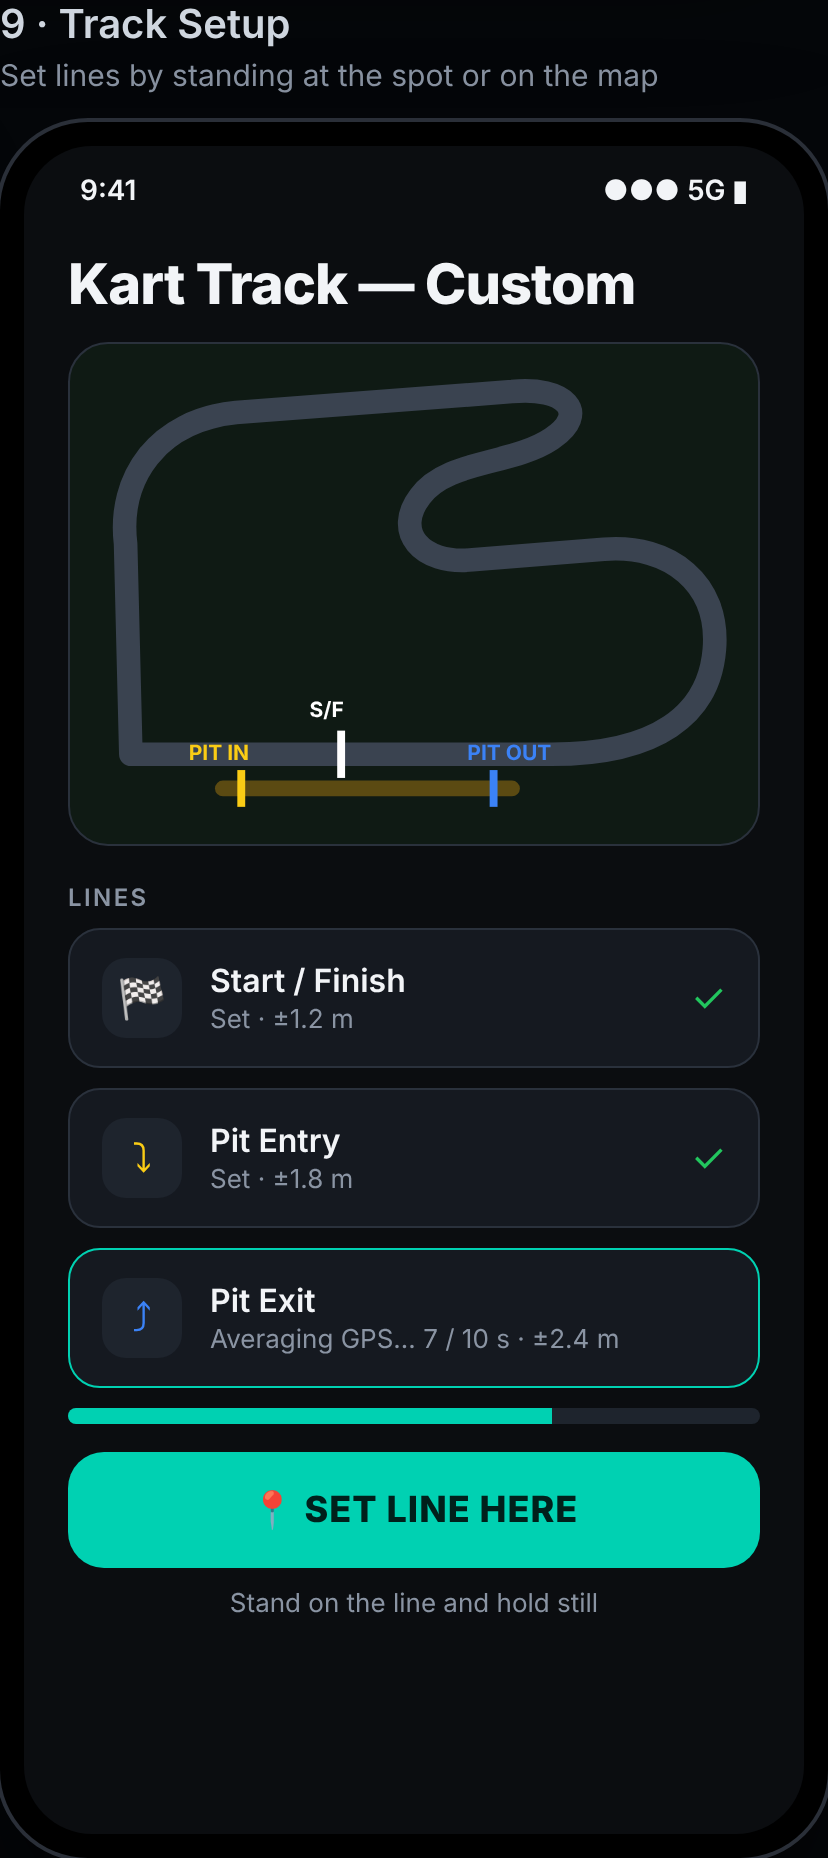 9 · Track Setup
Set lines by standing at the spot or on the map
9:41
5G
Kart Track — Custom
S/F
PIT IN
PIT OUT
LINES
Start / Finish
Set · ±1.2 m
Pit Entry
Set · ±1.8 m
Pit Exit
Averaging GPS... 7 / 10 s · ±2.4 m
SET LINE HERE
Stand on the line and hold still